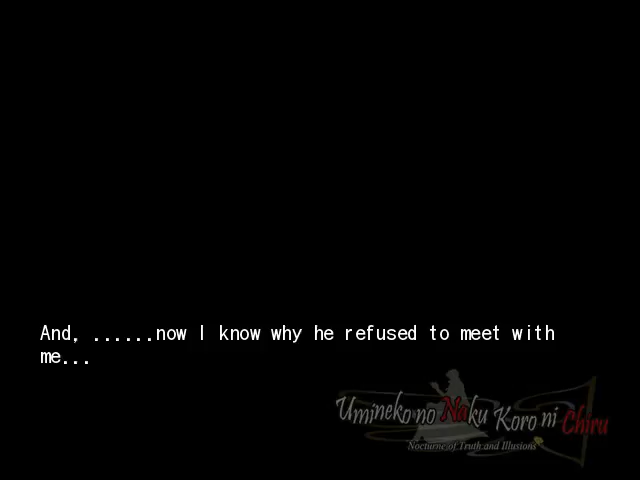 And, ......now I know why he refused to meet with
me...
Umineko no Naku Koro ni Chiru
Nocturne of Truth and Illusions